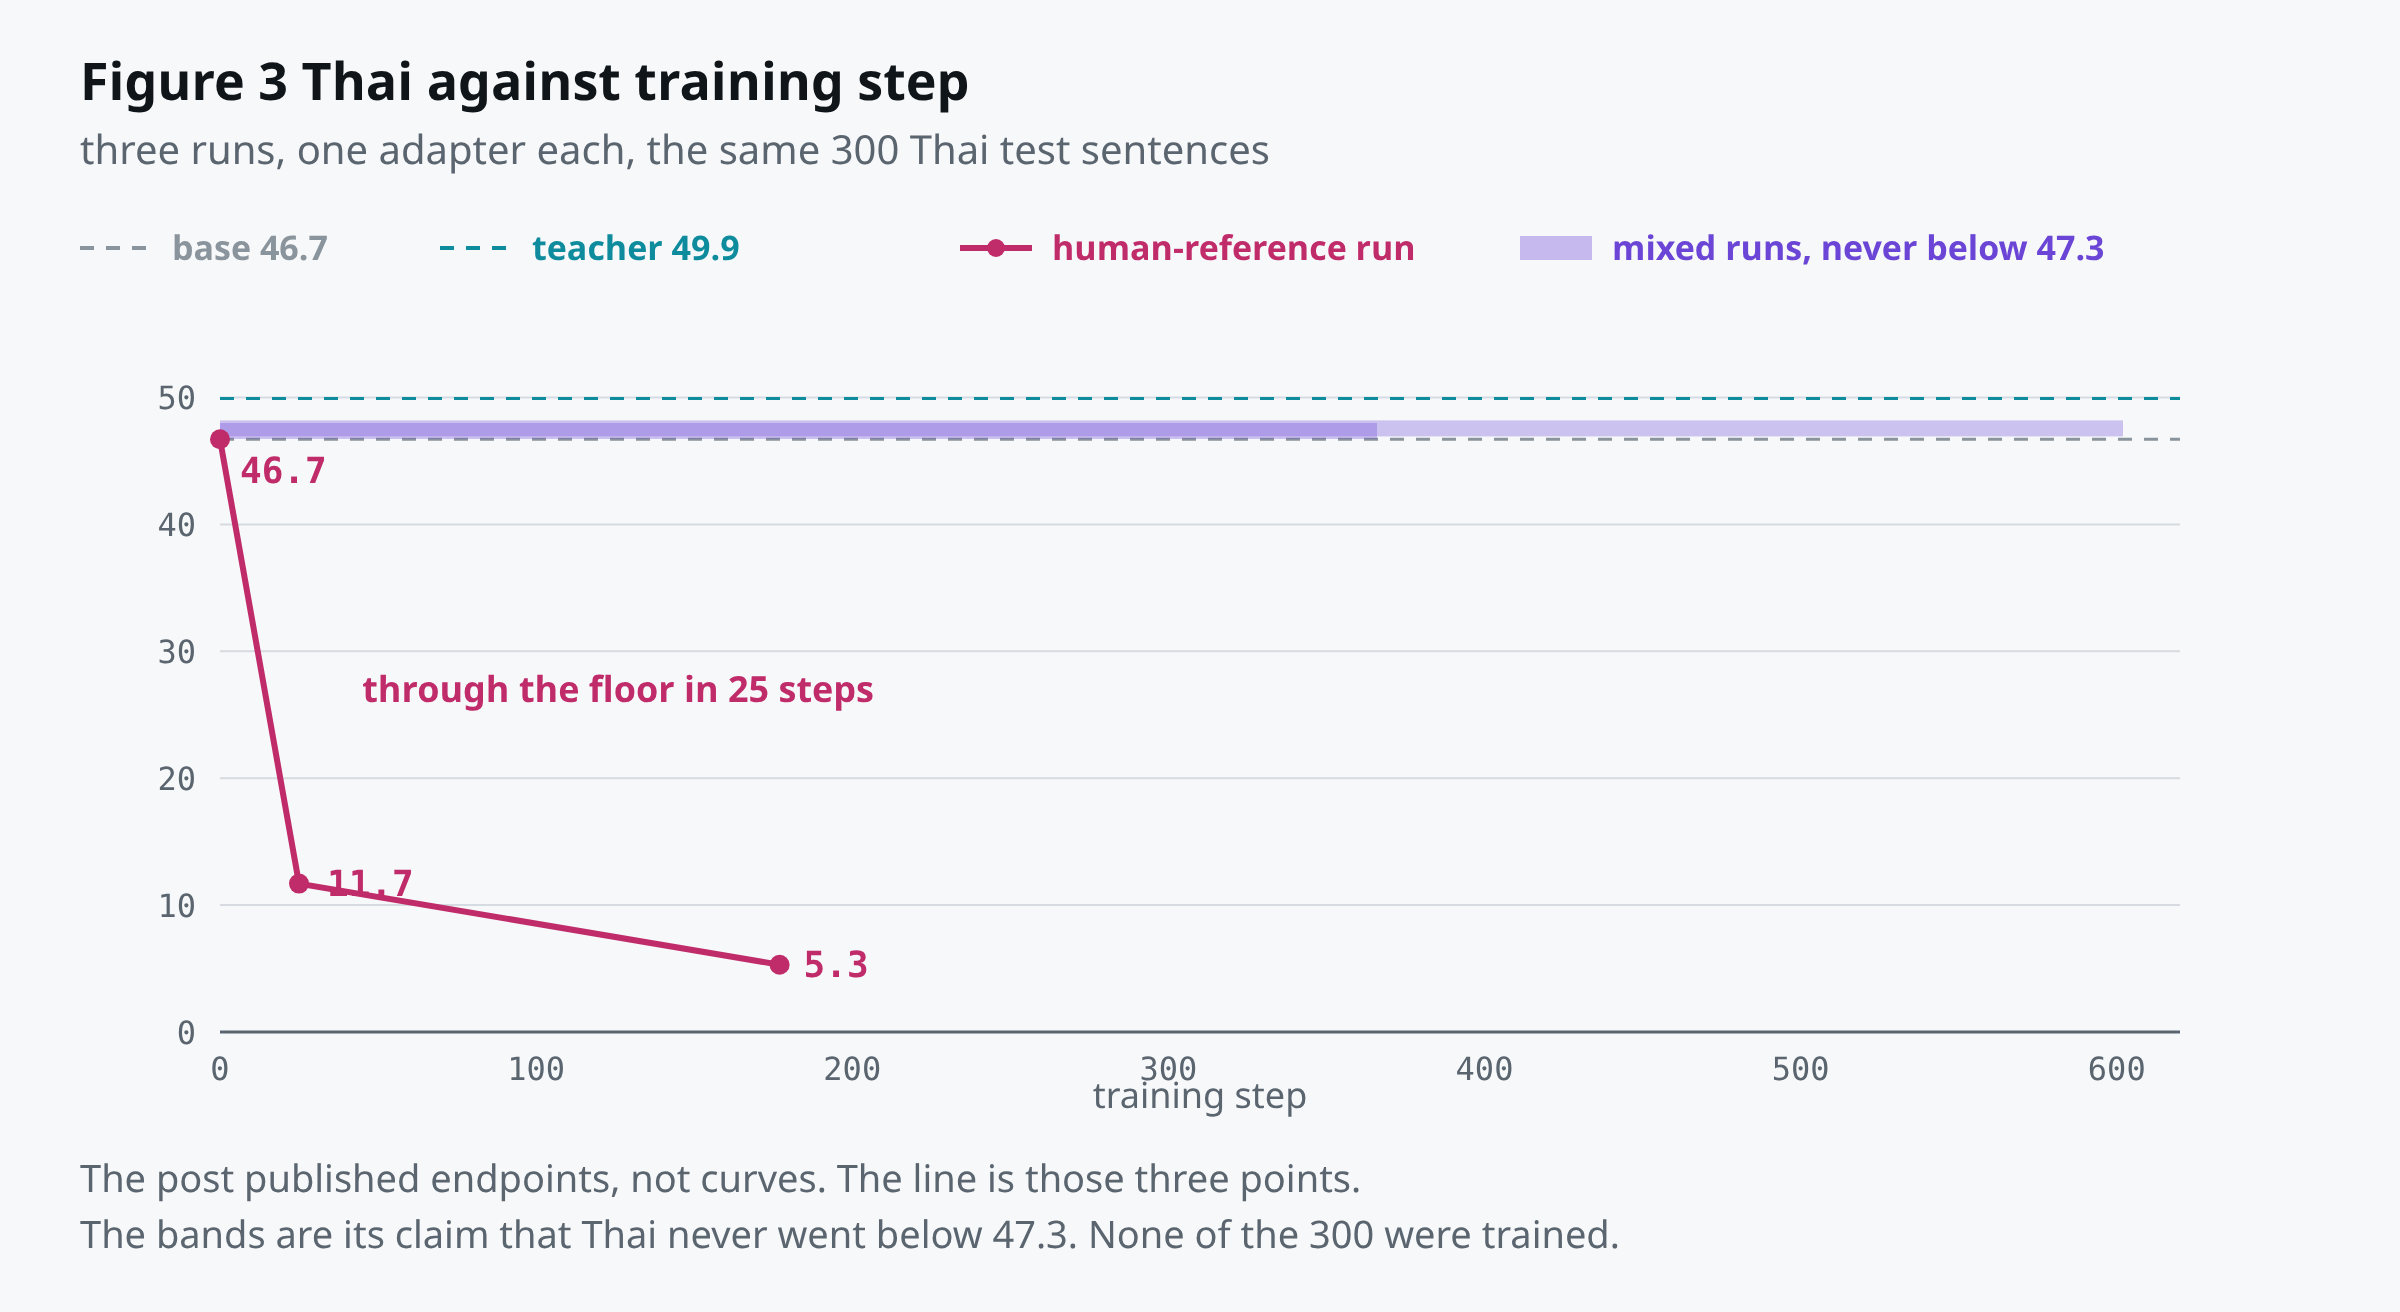 Figure 3 Thai against training step
three runs, one adapter each, the same 300 Thai test sentences
base 46.7 teacher 49.9 human-reference run mixed runs, never below 47.3
50
46.7
40
30
through the floor in 25 steps
20
11.7
10
5.3
0
0 100 200 300 400 500 600
training step
The post published endpoints, not curves. The line is those three points.
The bands are its claim that Thai never went below 47.3. None of the 300 were trained.